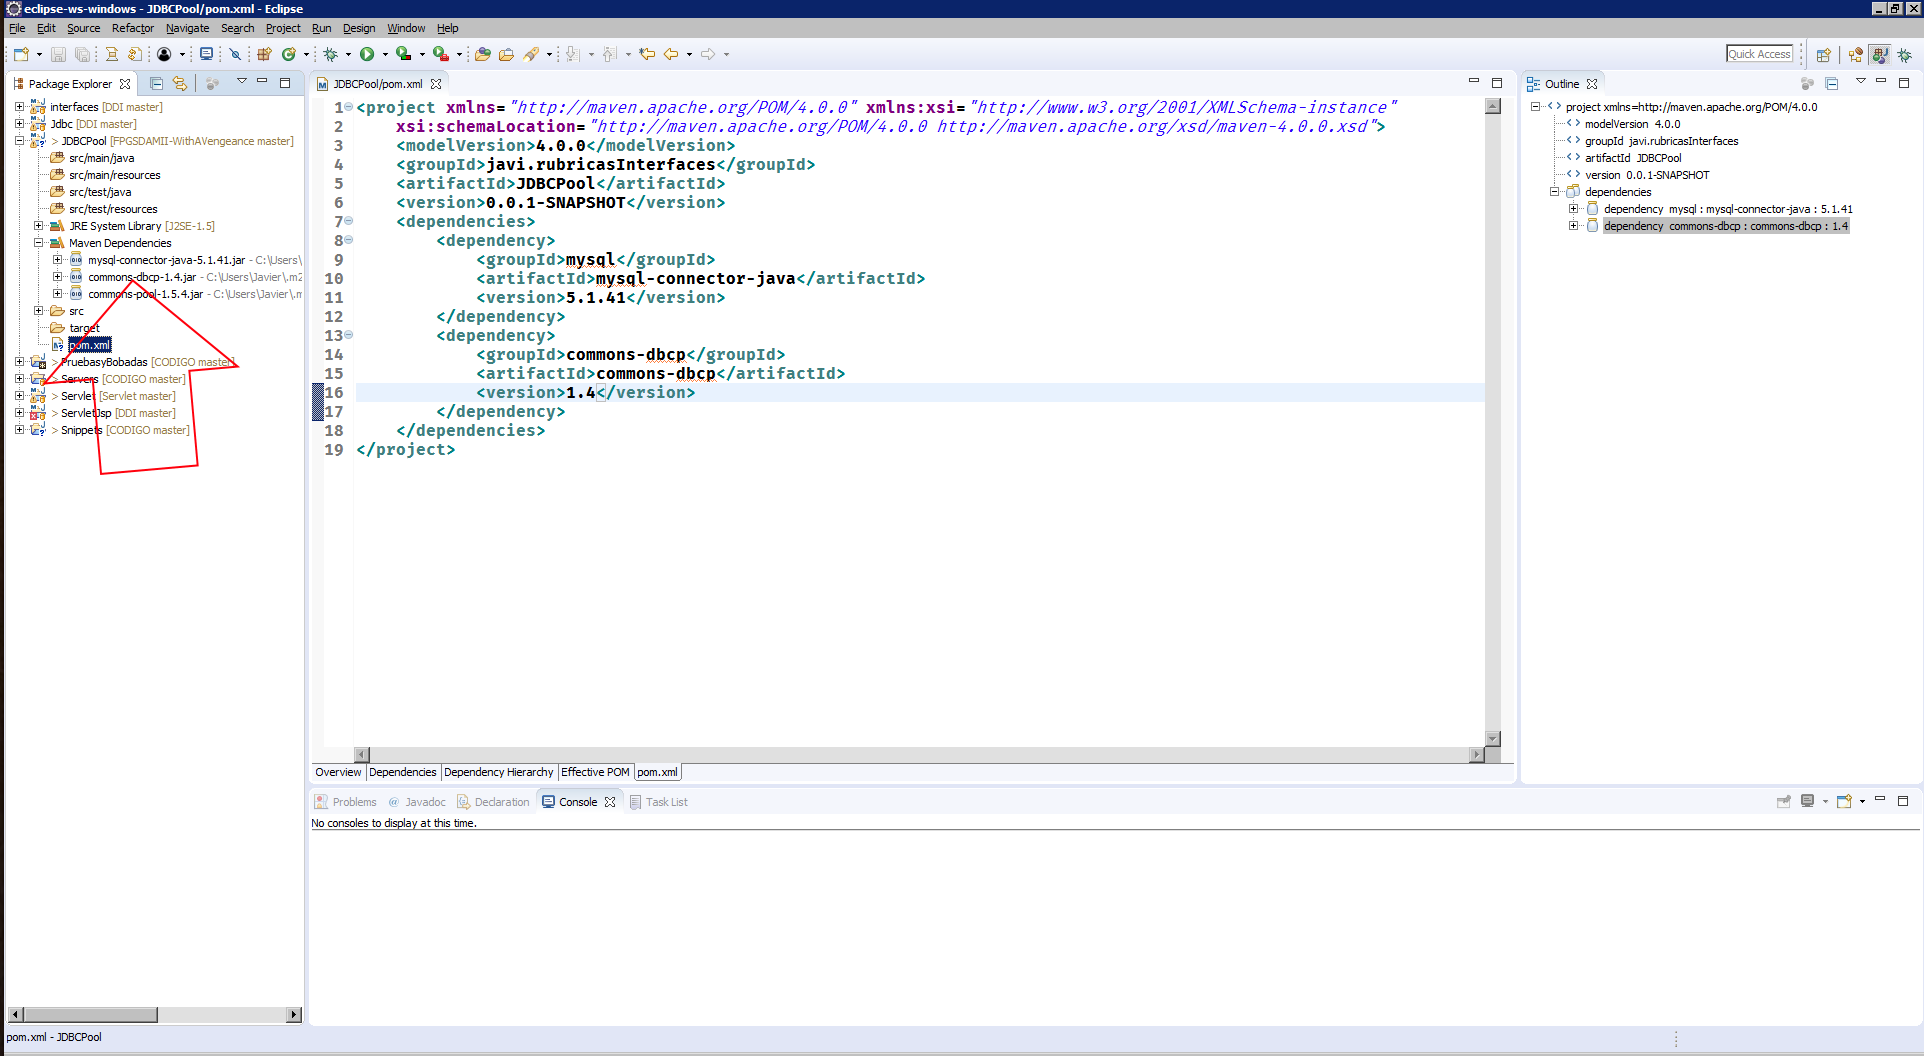 eclipse-ws-windows - JDBCPool/pom.xml - Eclipse
File Edit Source Refactor Navigate Search Project Run Design Window Help
Quick Access
Package Explorer
interfaces [DDI master]
Jdbc [DDI master]
> JDBCPool [FPGSDAMII-WithAVengeance master]
src/main/java
src/main/resources
src/test/java
src/test/resources
JRE System Library [J2SE-1.5]
Maven Dependencies
mysql-connector-java-5.1.41.jar - C:\Users\
commons-dbcp-1.4.jar - C:\Users\Javier\.m2
commons-pool-1.5.4.jar - C:\Users\Javier\.m
src
target
pom.xml
> PruebasyBobadas [CODIGO master]
> Servers [CODIGO master]
> Servlet [Servlet master]
> ServletJsp [DDI master]
> Snippets [CODIGO master]
JDBCPool/pom.xml
1 <project xmlns="http://maven.apache.org/POM/4.0.0" xmlns:xsi="http://www.w3.org/2001/XMLSchema-instance"
2 xsi:schemaLocation="http://maven.apache.org/POM/4.0.0 http://maven.apache.org/xsd/maven-4.0.0.xsd">
3 <modelVersion>4.0.0</modelVersion>
4 <groupId>javi.rubricasInterfaces</groupId>
5 <artifactId>JDBCPool</artifactId>
6 <version>0.0.1-SNAPSHOT</version>
7 <dependencies>
8 <dependency>
9 <groupId>mysql</groupId>
10 <artifactId>mysql-connector-java</artifactId>
11 <version>5.1.41</version>
12 </dependency>
13 <dependency>
14 <groupId>commons-dbcp</groupId>
15 <artifactId>commons-dbcp</artifactId>
16 <version>1.4</version>
17 </dependency>
18 </dependencies>
19 </project>
Overview Dependencies Dependency Hierarchy Effective POM pom.xml
Outline
project xmlns=http://maven.apache.org/POM/4.0.0
modelVersion 4.0.0
groupId javi.rubricasInterfaces
artifactId JDBCPool
version 0.0.1-SNAPSHOT
dependencies
dependency mysql : mysql-connector-java : 5.1.41
dependency commons-dbcp : commons-dbcp : 1.4
Problems @ Javadoc Declaration Console Task List
No consoles to display at this time.
pom.xml - JDBCPool